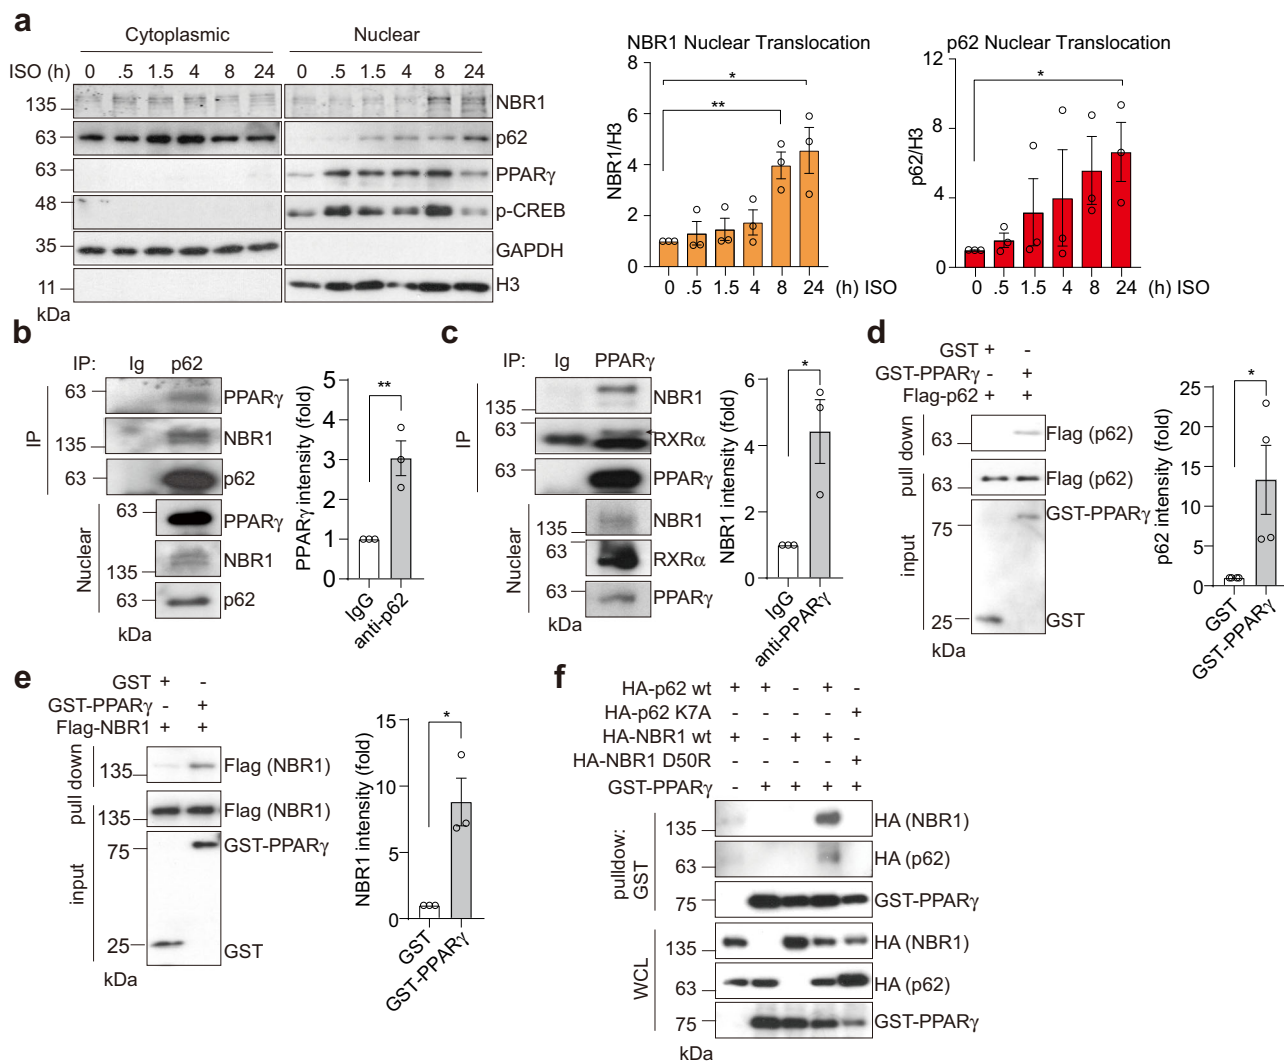 a
Cytoplasmic Nuclear
ISO (h) 0 .5 1.5 4 8 24 0 .5 1.5 4 8 24
135 NBR1
63 p62
63 PPARγ
48 p-CREB
35 GAPDH
11 H3
kDa
NBR1 Nuclear Translocation
NBR1/H3
8
6
4
2
0
*
**
0 .5 1.5 4 8 24 (h) ISO
p62 Nuclear Translocation
p62/H3
12
8
4
0
*
0 .5 1.5 4 8 24 (h) ISO
b
IP: Ig p62
IP
63 PPARγ
135 NBR1
63 p62
Nuclear
63 PPARγ
135 NBR1
63 p62
kDa
PPARγ intensity (fold)
5
4
3
2
1
0
**
IgG
anti-p62
c
IP: Ig PPARγ
IP
135 NBR1
63 RXRα
63 PPARγ
Nuclear
135 NBR1
63 RXRα
63 PPARγ
kDa
NBR1 intensity (fold)
6
4
2
0
*
IgG
anti-PPARγ
d
GST + -
GST-PPARγ - +
Flag-p62 + +
pull down
63 Flag (p62)
input
63 Flag (p62)
75 GST-PPARγ
25 GST
kDa
p62 intensity (fold)
25
20
15
10
5
0
*
GST
GST-PPARγ
e
GST + -
GST-PPARγ - +
Flag-NBR1 + +
pull down
135 Flag (NBR1)
input
135 Flag (NBR1)
75 GST-PPARγ
25 GST
kDa
NBR1 intensity (fold)
15
10
5
0
*
GST
GST-PPARγ
f
HA-p62 wt + + - + -
HA-p62 K7A - - - - +
HA-NBR1 wt + - + + -
HA-NBR1 D50R - - - - +
GST-PPARγ - + + + +
pulldow:
GST
135 HA (NBR1)
63 HA (p62)
75 GST-PPARγ
WCL
135 HA (NBR1)
63 HA (p62)
75 GST-PPARγ
kDa